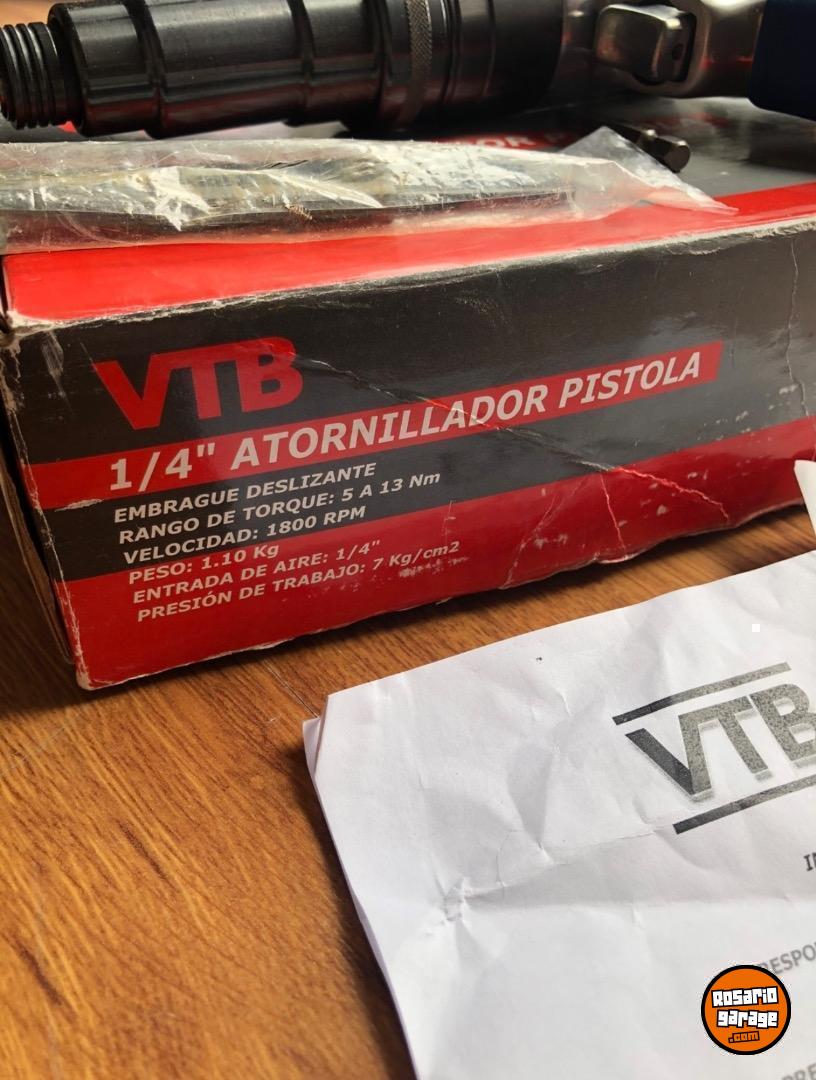 VTB
1/4" ATORNILLADOR PISTOLA
EMBRAGUE DESLIZANTE
RANGO DE TORQUE: 5 A 13 Nm
VELOCIDAD: 1800 RPM
PESO: 1.10 Kg
ENTRADA DE AIRE: 1/4"
PRESIÓN DE TRABAJO: 7 Kg/cm2
VTB
Rosario
garage
.com